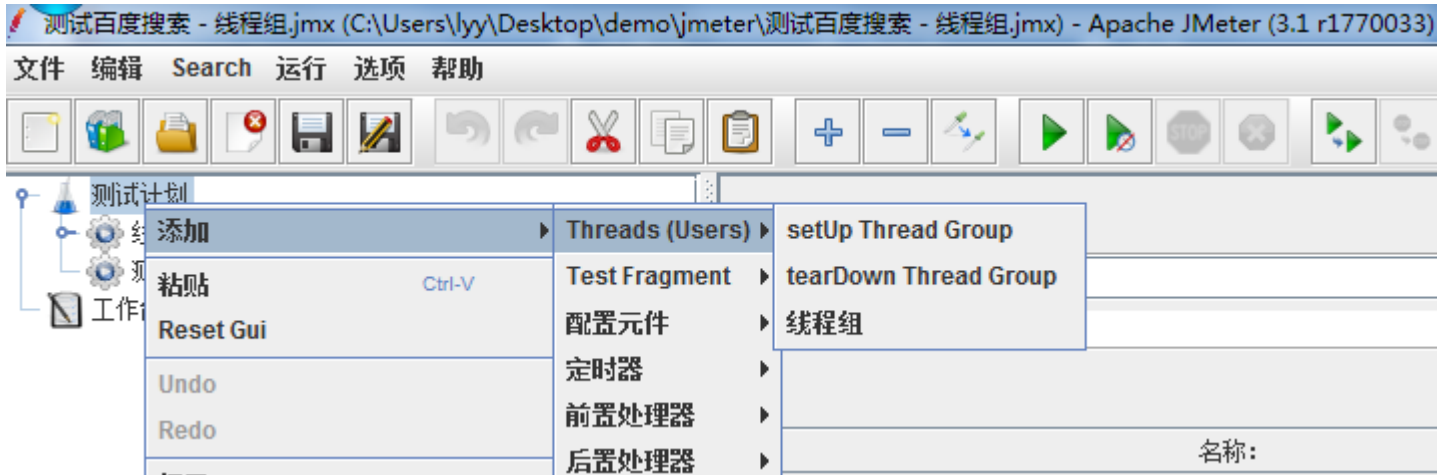 测试百度搜索 - 线程组.jmx (C:\Users\lyy\Desktop\demo\jmeter\测试百度搜索 - 线程组.jmx) - Apache JMeter (3.1 r1770033)
文件 编辑 Search 运行 选项 帮助
STOP
测试计划
添加
Threads (Users)
setUp Thread Group
粘贴 Ctrl-V
Test Fragment
tearDown Thread Group
工作
Reset Gui
配置元件
线程组
Undo
定时器
Redo
前置处理器
后置处理器
名称: